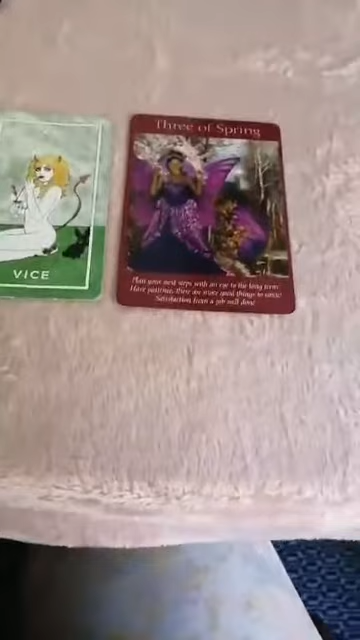 Three of Spring
VICE
Plan your next steps with an eye to the long term.
Have patience, there are more good things to come!
Satisfaction from a job well done